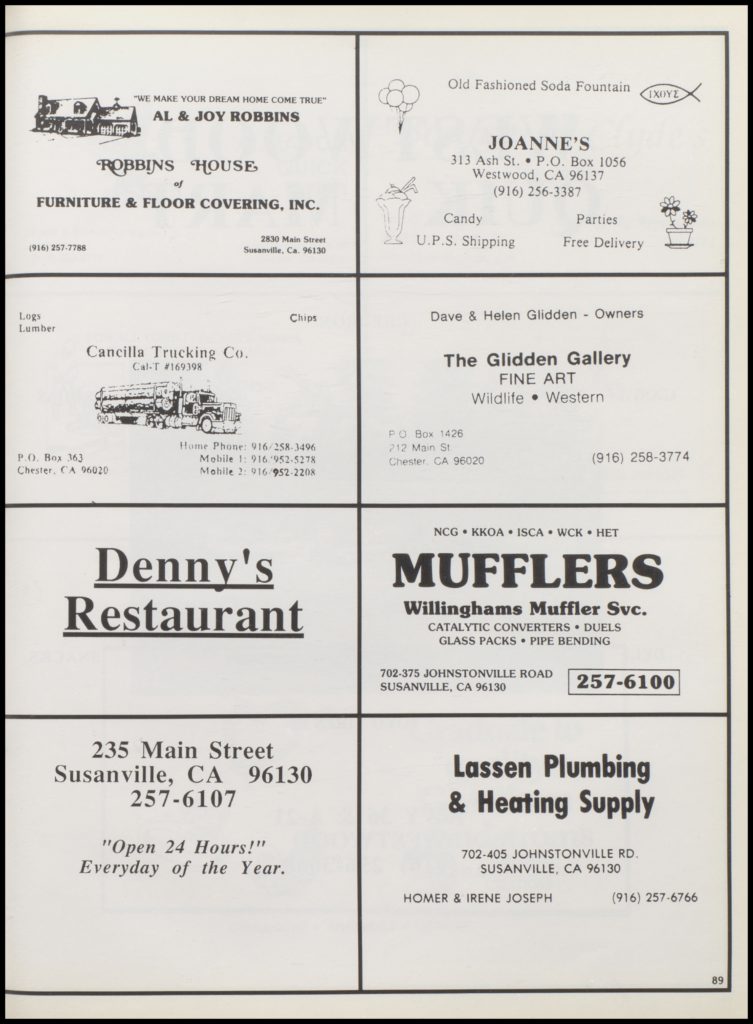 "WE MAKE YOUR DREAM HOME COME TRUE"
AL & JOY ROBBINS
ROBBINS HOUSE
of
FURNITURE & FLOOR COVERING, INC.
(916) 257-7788
2830 Main Street
Susanville, Ca. 96130
Old Fashioned Soda Fountain
ΙΧΘΥΣ
JOANNE'S
313 Ash St. • P.O. Box 1056
Westwood, CA 96137
(916) 256-3387
Candy Parties
U.P.S. Shipping Free Delivery
Logs Chips
Lumber
Cancilla Trucking Co.
Cal-T #169398
Home Phone: 916/258-3496
P.O. Box 363 Mobile 1: 916/952-5278
Chester, CA 96020 Mobile 2: 916/952-2208
Dave & Helen Glidden - Owners
The Glidden Gallery
FINE ART
Wildlife • Western
P.O. Box 1426
212 Main St.
Chester, CA 96020
(916) 258-3774
Denny's
Restaurant
NCG • KKOA • ISCA • WCK • HET
MUFFLERS
Willinghams Muffler Svc.
CATALYTIC CONVERTERS • DUELS
GLASS PACKS • PIPE BENDING
702-375 JOHNSTONVILLE ROAD
SUSANVILLE, CA 96130
257-6100
235 Main Street
Susanville, CA 96130
257-6107
"Open 24 Hours!"
Everyday of the Year.
Lassen Plumbing
& Heating Supply
702-405 JOHNSTONVILLE RD.
SUSANVILLE, CA 96130
HOMER & IRENE JOSEPH (916) 257-6766
89